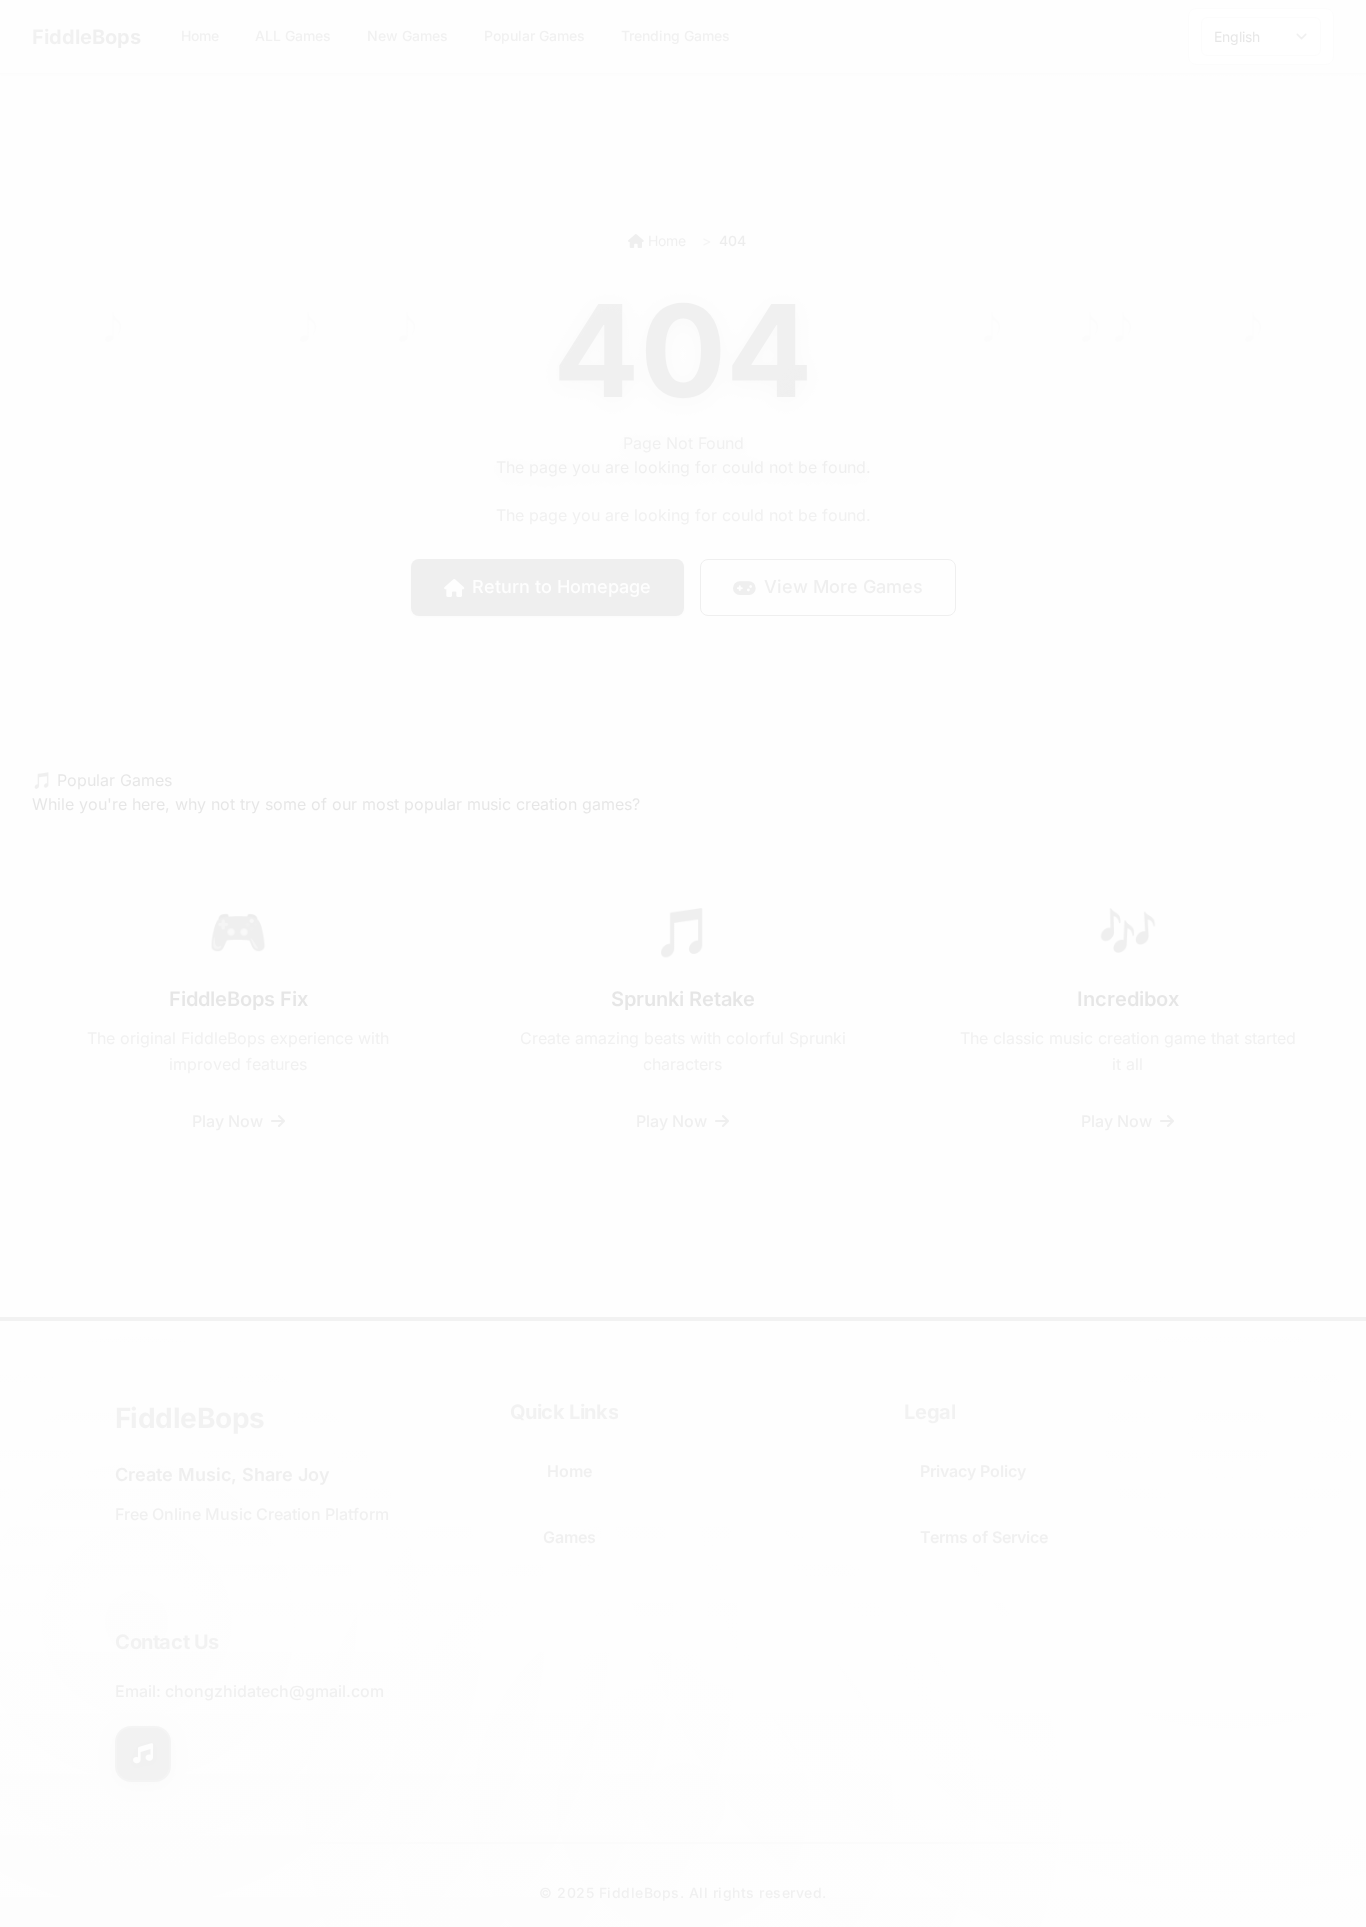 FiddleBops
Home
ALL Games
New Games
Popular Games
Trending Games
English
Home > 404
404
Page Not Found
The page you are looking for could not be found.
The page you are looking for could not be found.
Return to Homepage
View More Games
🎵 Popular Games
While you're here, why not try some of our most popular music creation games?
FiddleBops Fix
The original FiddleBops experience with
improved features
Play Now →
Sprunki Retake
Create amazing beats with colorful Sprunki
characters
Play Now →
Incredibox
The classic music creation game that started
it all
Play Now →
FiddleBops
Create Music, Share Joy
Free Online Music Creation Platform
Quick Links
Home
Games
Legal
Privacy Policy
Terms of Service
Contact Us
Email: chongzhidatech@gmail.com
© 2025 FiddleBops. All rights reserved.